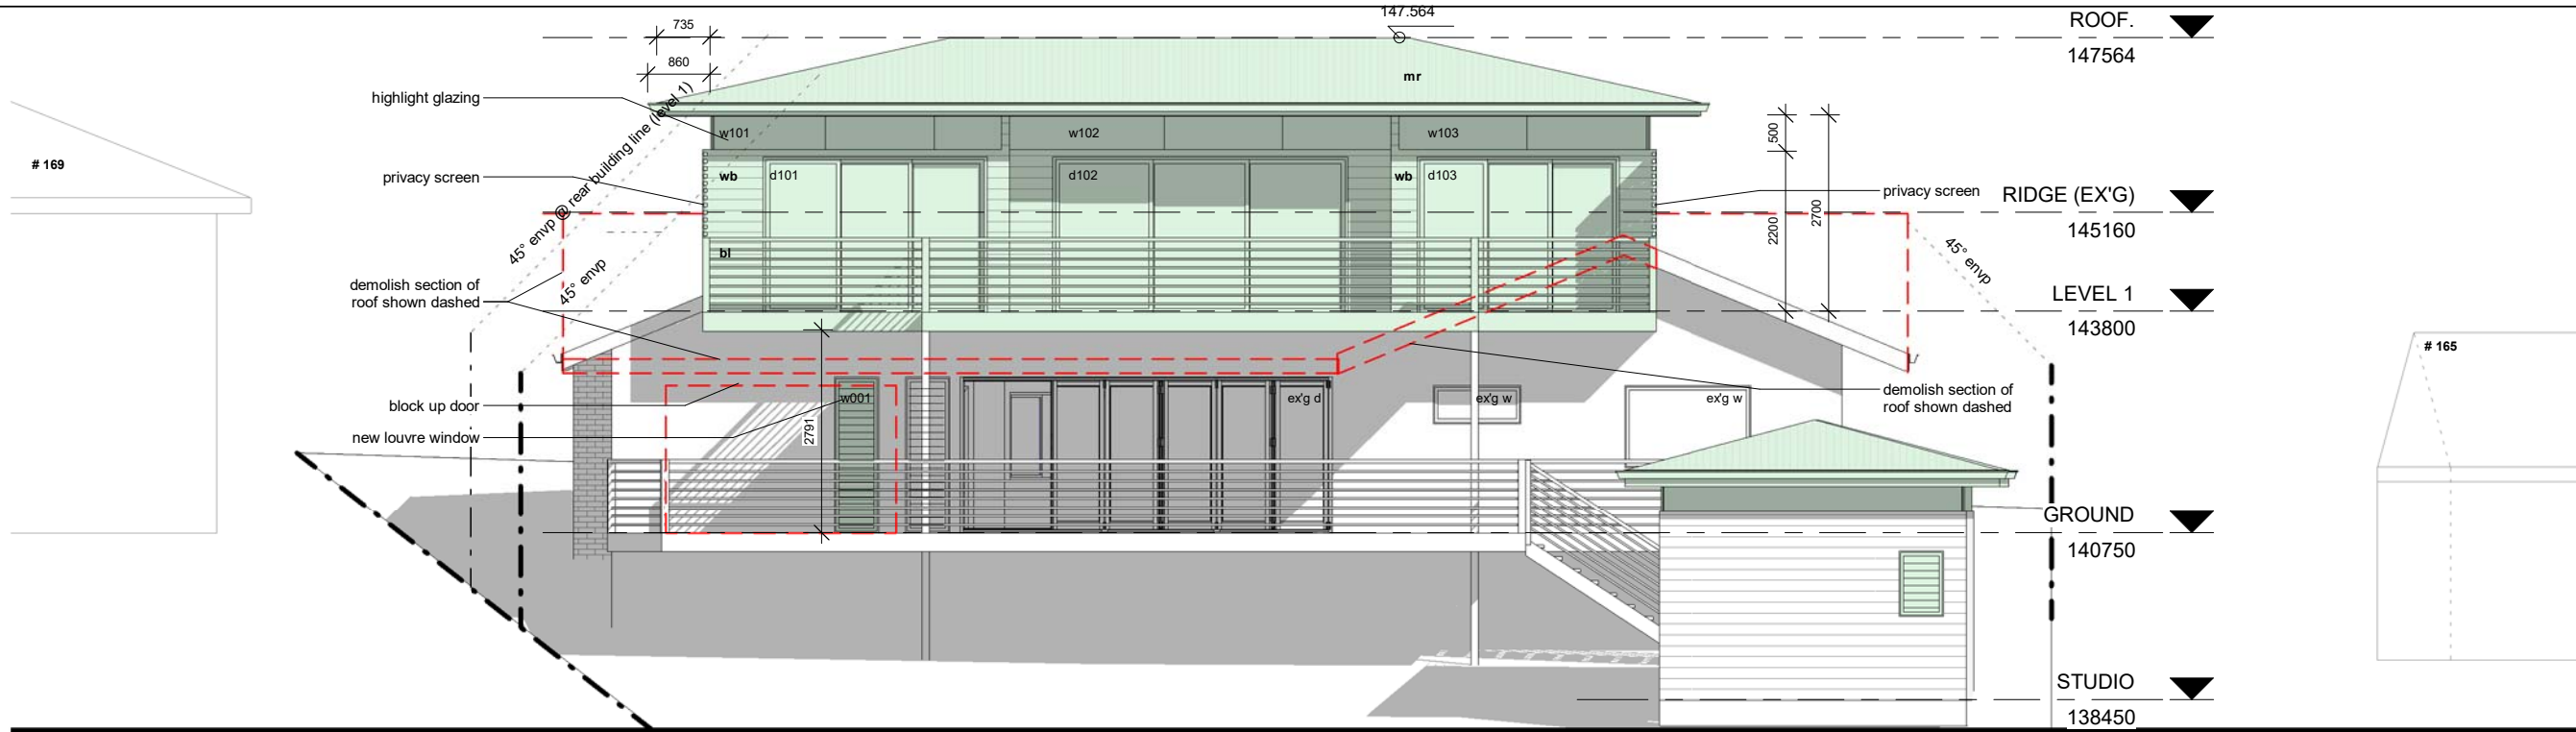 147.564
ROOF.
147564
735
860
mr
highlight glazing
w101
w102
w103
500
# 169
privacy screen
wb
d101
d102
wb
d103
privacy screen
RIDGE (EX'G)
145160
2200
2700
45° envp @ rear building line (level 1)
45° envp
45° envp
bl
demolish section of
roof shown dashed
LEVEL 1
143800
# 165
block up door
w001
ex'g d
ex'g w
ex'g w
demolish section of
roof shown dashed
new louvre window
2791
GROUND
140750
STUDIO
138450